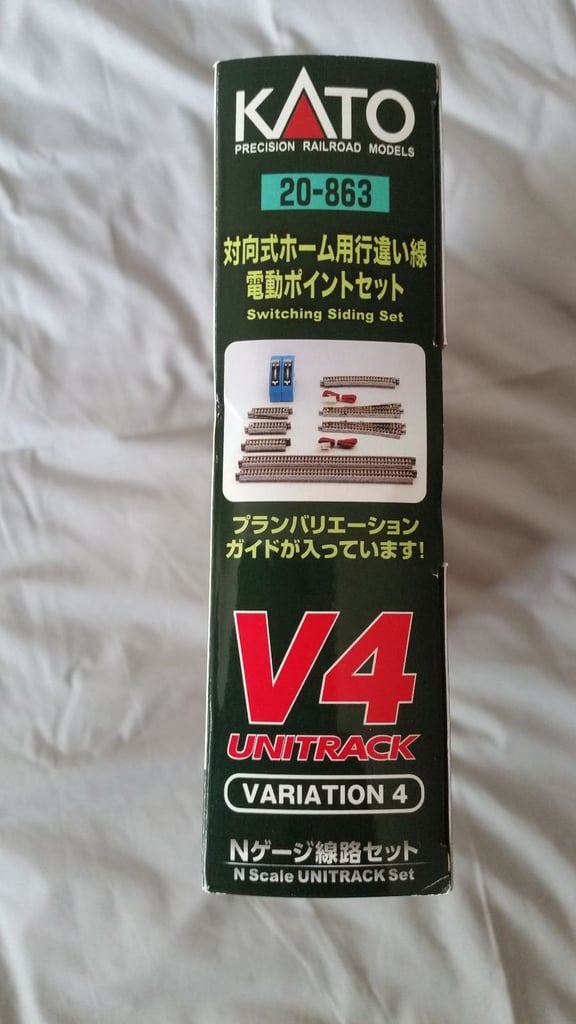 KATO
PRECISION RAILROAD MODELS
20-863
対向式ホーム用行違い線
電動ポイントセット
Switching Siding Set
プランバリエーション
ガイドが入っています!
V4
UNITRACK
VARIATION 4
Nゲージ線路セット
N Scale UNITRACK Set